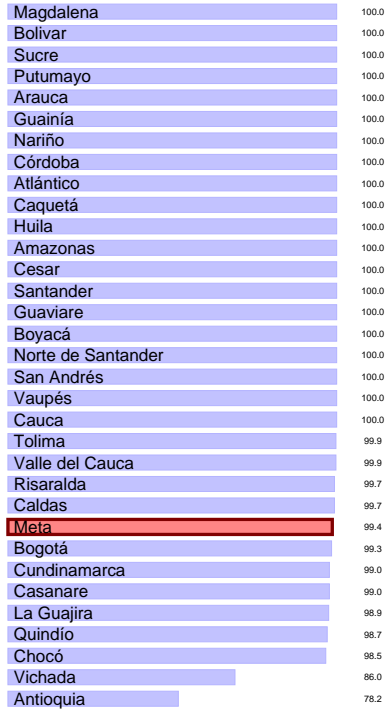 Magdalena 100.0
Bolivar 100.0
Sucre 100.0
Putumayo 100.0
Arauca 100.0
Guainía 100.0
Nariño 100.0
Córdoba 100.0
Atlántico 100.0
Caquetá 100.0
Huila 100.0
Amazonas 100.0
Cesar 100.0
Santander 100.0
Guaviare 100.0
Boyacá 100.0
Norte de Santander 100.0
San Andrés 100.0
Vaupés 100.0
Cauca 100.0
Tolima 99.9
Valle del Cauca 99.9
Risaralda 99.7
Caldas 99.7
Meta 99.4
Bogotá 99.3
Cundinamarca 99.0
Casanare 99.0
La Guajira 98.9
Quindío 98.7
Chocó 98.5
Vichada 86.0
Antioquia 78.2